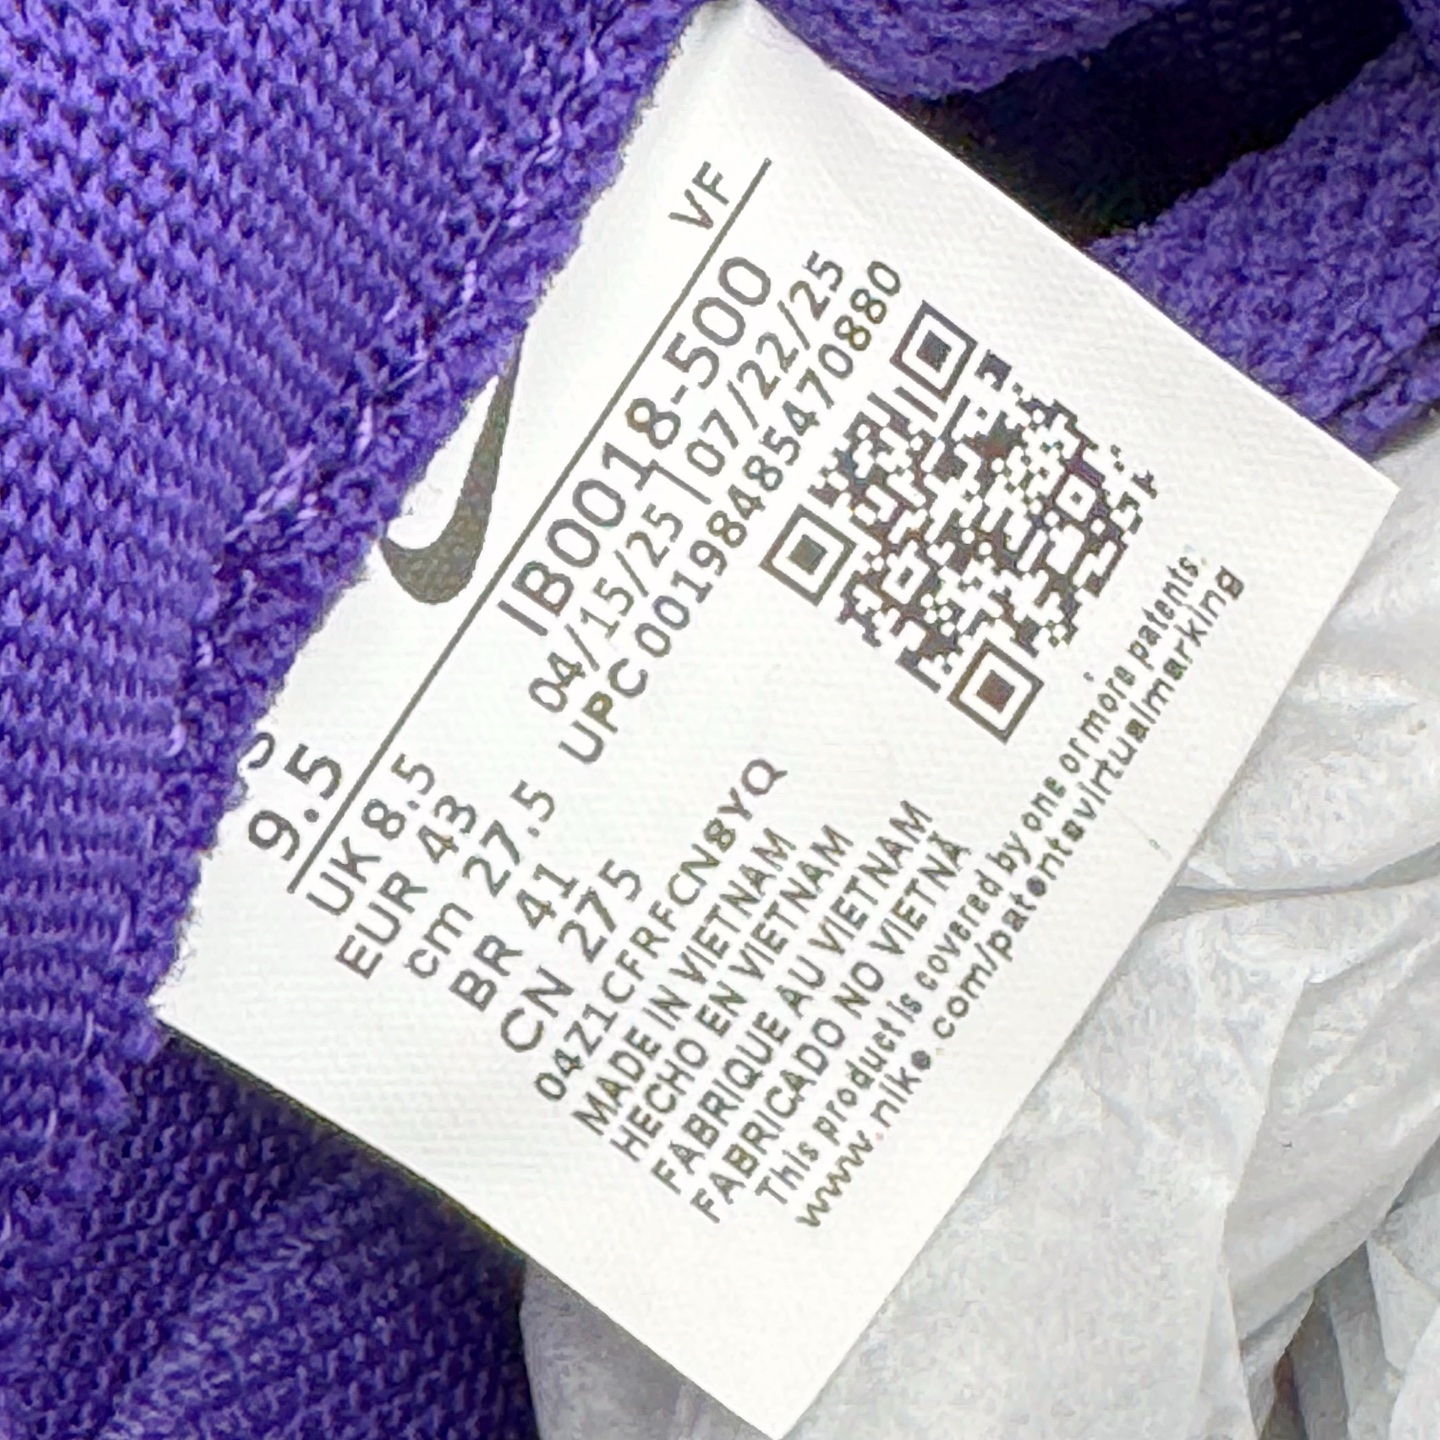 9.5
VF
UK 8.5
EUR 43
cm 27.5
BR 41
CN 275
IB0018-500
04/15/25 | 07/22/25
UPC 00198485470880
04Z1CFRFCN8YQ
MADE IN VIETNAM
HECHO EN VIETNAM
FABRIQUE AU VIETNAM
FABRICADO NO VIETNÃ
This product is covered by one or more patents.
www.nike.com/patentsvirtualmarking